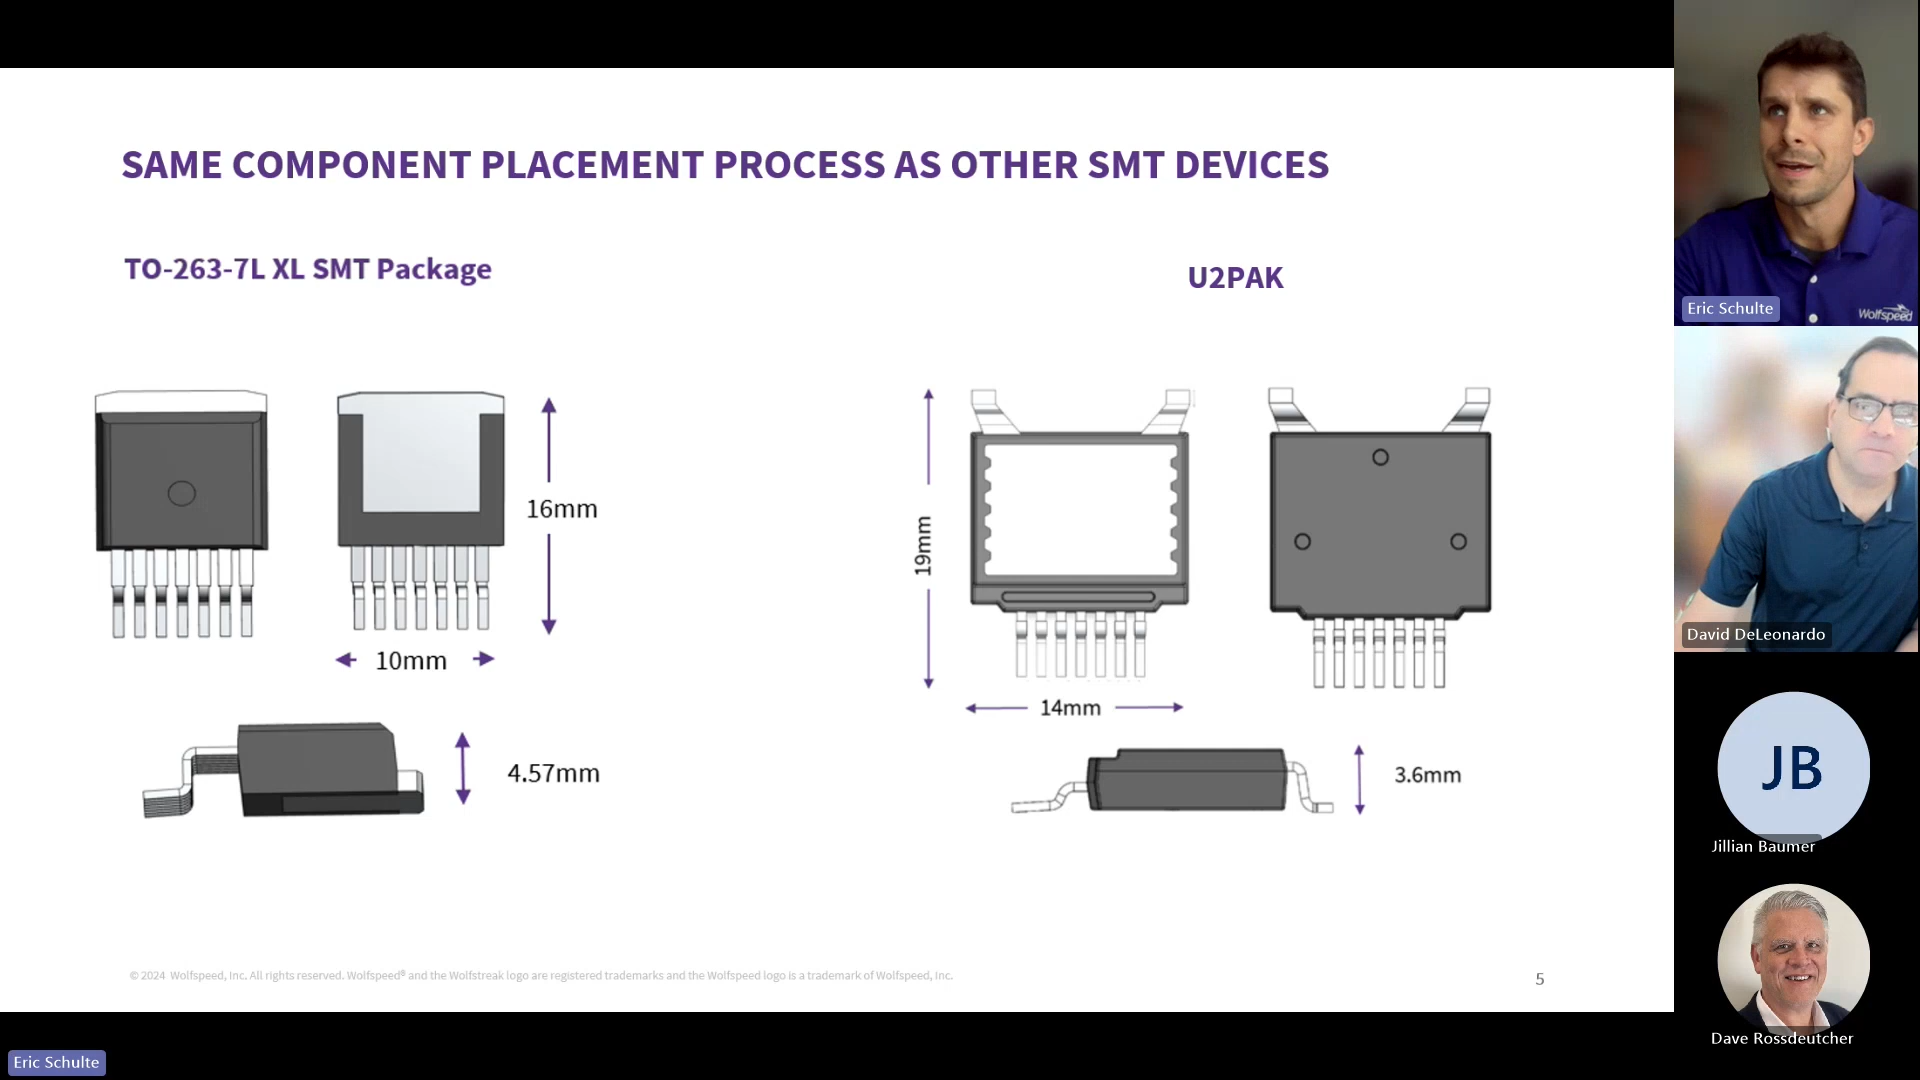 SAME COMPONENT PLACEMENT PROCESS AS OTHER SMT DEVICES
TO-263-7L XL SMT Package
U2PAK
16mm
10mm
4.57mm
19mm
14mm
3.6mm
© 2024 Wolfspeed, Inc. All rights reserved. Wolfspeed® and the Wolfstreak logo are registered trademarks and the Wolfspeed logo is a trademark of Wolfspeed, Inc.
5
Eric Schulte
Wolfspeed
Eric Schulte
David DeLeonardo
JB
Jillian Baumer
Dave Rossdeutcher